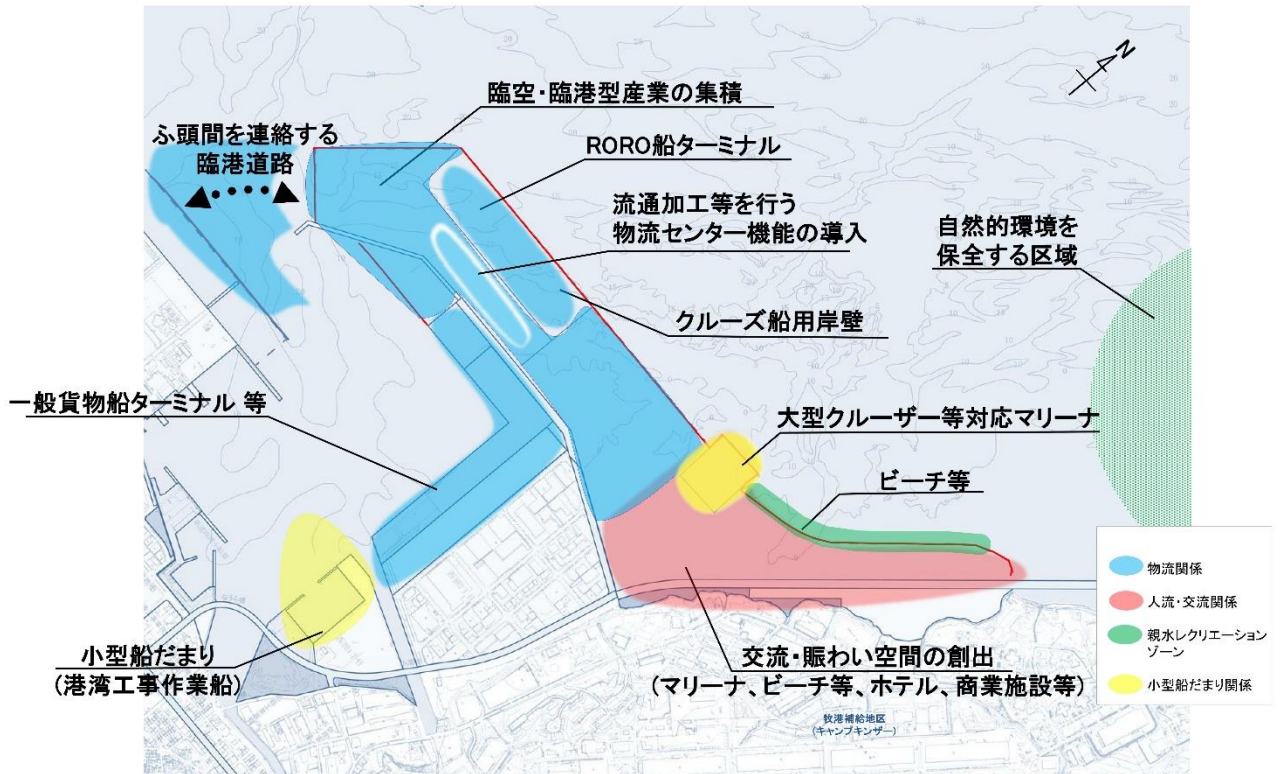 臨空・臨港型産業の集積
N
ふ頭間を連絡する
臨港道路
RORO船ターミナル
流通加工等を行う
物流センター機能の導入
自然的環境を
保全する区域
クルーズ船用岸壁
一般貨物船ターミナル 等
大型クルーザー等対応マリーナ
ビーチ等
物流関係
人流・交流関係
親水レクリエーション
ゾーン
小型船だまり関係
小型船だまり
(港湾工事作業船)
交流・賑わい空間の創出
(マリーナ、ビーチ等、ホテル、商業施設等)
牧港補給地区
(キャンプキンザー)